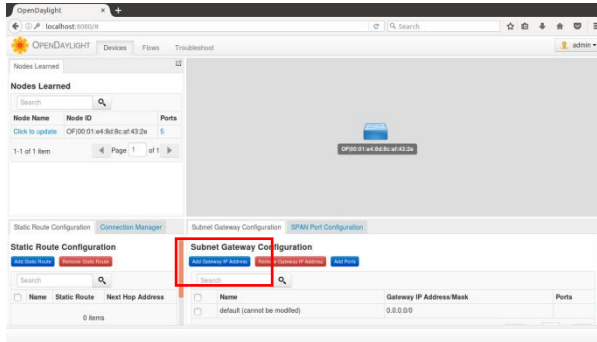 OpenDaylight
localhost:8080/#
Search
OPENDAYLIGHT Devices Flows Troubleshoot
admin
Nodes Learned
Nodes Learned
Search
Node Name Node ID Ports
Click to update OF|00:01:e4:8d:8c:af:43:2e 5
1-1 of 1 item Page 1 of 1
OF|00:01:e4:8d:8c:af:43:2e
Static Route Configuration Connection Manager
Static Route Configuration
Add Static Route Remove Static Route
Search
Name Static Route Next Hop Address
0 items
Subnet Gateway Configuration SPAN Port Configuration
Subnet Gateway Configuration
Add Gateway IP Address Remove Gateway IP Address Add Ports
Search
Name Gateway IP Address/Mask Ports
default (cannot be modifed) 0.0.0.0/0